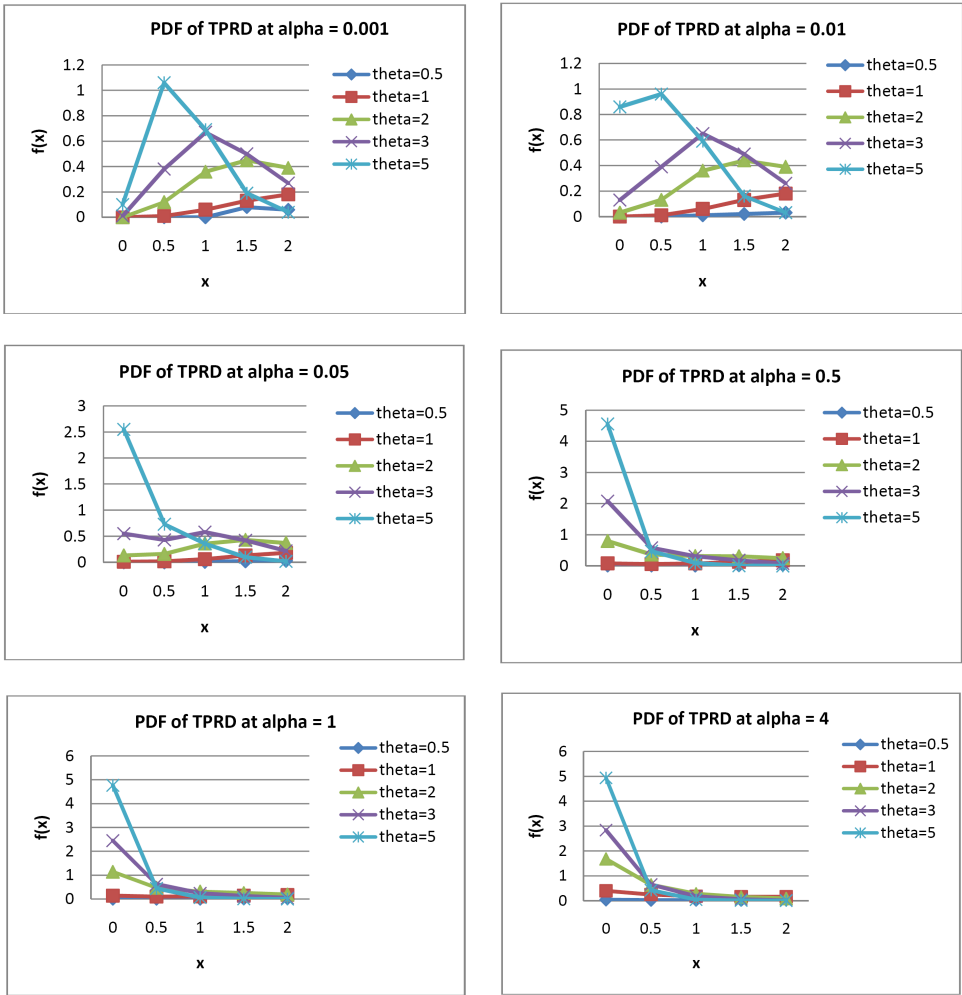 PDF of TPRD at alpha = 0.001
1.2
1
0.8
0.6
0.4
0.2
0
f(x)
0 0.5 1 1.5 2
x
theta=0.5
theta=1
theta=2
theta=3
theta=5
PDF of TPRD at alpha = 0.01
1.2
1
0.8
0.6
0.4
0.2
0
f(x)
0 0.5 1 1.5 2
x
theta=0.5
theta=1
theta=2
theta=3
theta=5
PDF of TPRD at alpha = 0.05
3
2.5
2
1.5
1
0.5
0
f(x)
0 0.5 1 1.5 2
x
theta=0.5
theta=1
theta=2
theta=3
theta=5
PDF of TPRD at alpha = 0.5
5
4
3
2
1
0
f(x)
0 0.5 1 1.5 2
x
theta=0.5
theta=1
theta=2
theta=3
theta=5
PDF of TPRD at alpha = 1
6
5
4
3
2
1
0
f(x)
0 0.5 1 1.5 2
x
theta=0.5
theta=1
theta=2
theta=3
theta=5
PDF of TPRD at alpha = 4
6
5
4
3
2
1
0
f(x)
0 0.5 1 1.5 2
x
theta=0.5
theta=1
theta=2
theta=3
theta=5